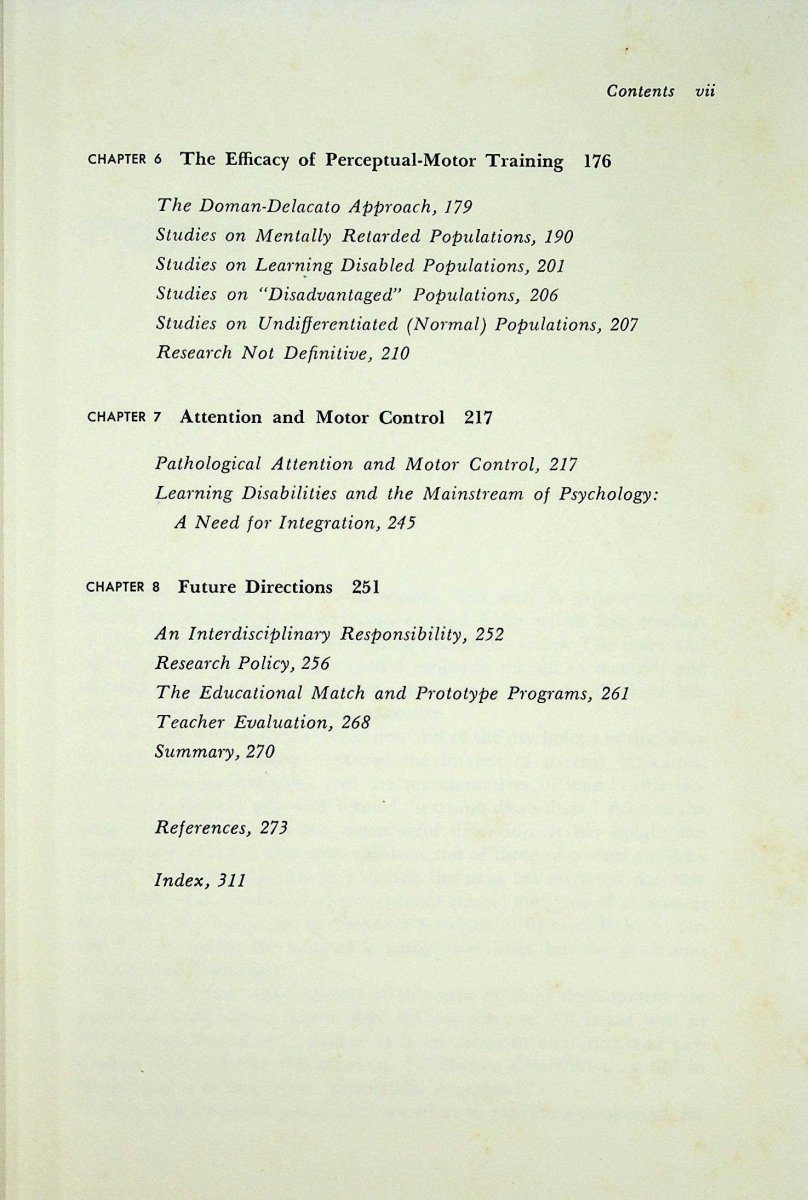 Contents vii
CHAPTER 6 The Efficacy of Perceptual-Motor Training 176
The Doman-Delacato Approach, 179
Studies on Mentally Retarded Populations, 190
Studies on Learning Disabled Populations, 201
Studies on “Disadvantaged” Populations, 206
Studies on Undifferentiated (Normal) Populations, 207
Research Not Definitive, 210
CHAPTER 7 Attention and Motor Control 217
Pathological Attention and Motor Control, 217
Learning Disabilities and the Mainstream of Psychology:
A Need for Integration, 245
CHAPTER 8 Future Directions 251
An Interdisciplinary Responsibility, 252
Research Policy, 256
The Educational Match and Prototype Programs, 261
Teacher Evaluation, 268
Summary, 270
References, 273
Index, 311